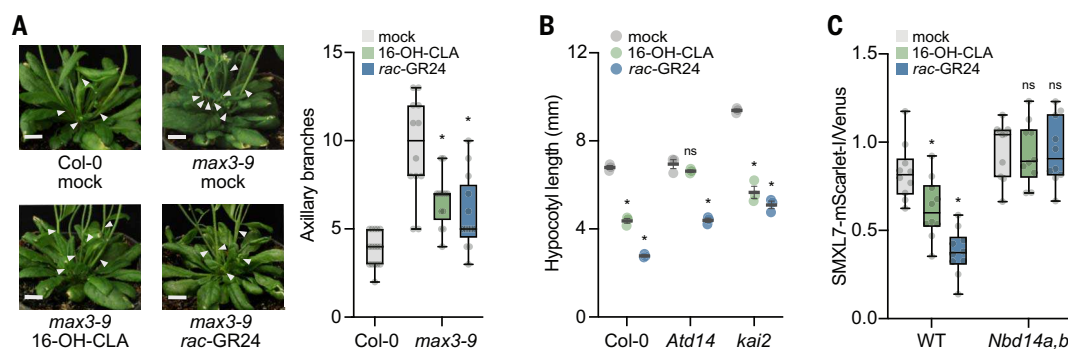 A
Col-0
mock
max3-9
mock
max3-9
16-OH-CLA
max3-9
rac-GR24
mock
16-OH-CLA
rac-GR24
Axillary branches
15
10
5
0
*
*
Col-0
max3-9
B
mock
16-OH-CLA
rac-GR24
Hypocotyl length (mm)
12
8
4
0
*
*
ns
*
*
*
Col-0
Atd14
kai2
C
mock
16-OH-CLA
rac-GR24
SMXL7-mScarlet-I/Venus
1.5
1.0
0.5
0.0
*
*
ns
ns
WT
Nbd14a,b